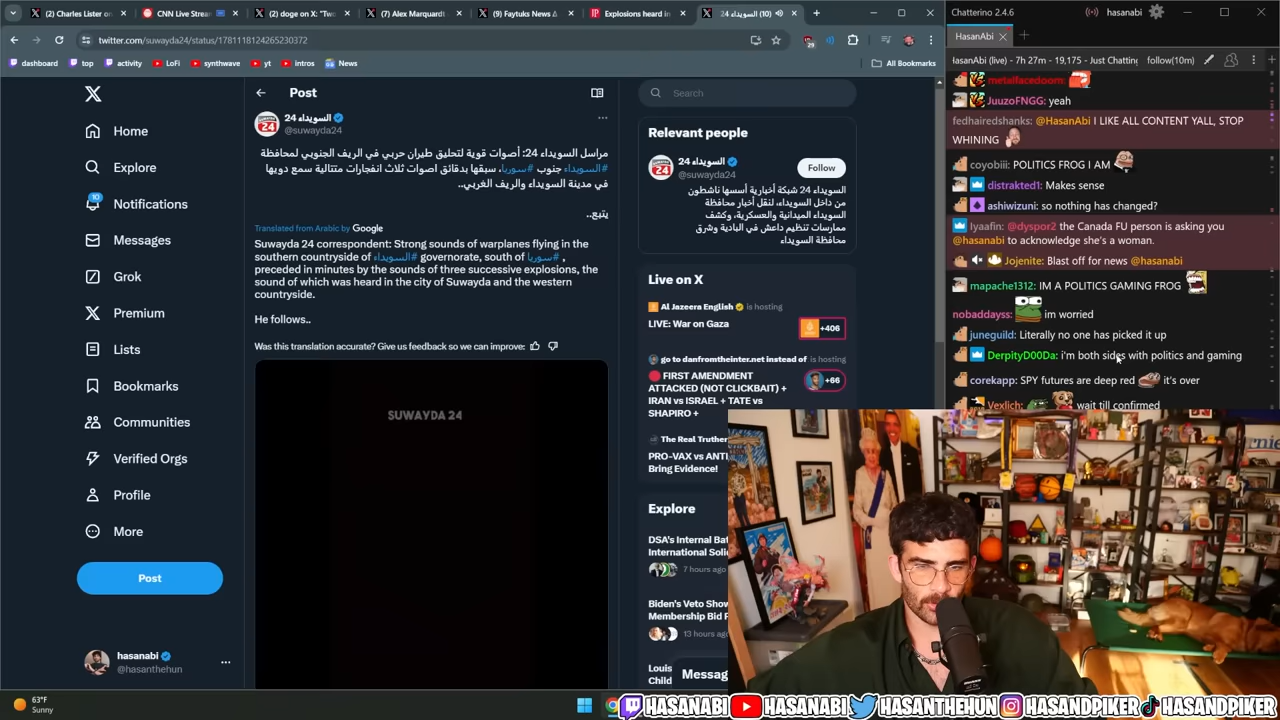 (2) Charles Lister on
CNN Live Stream
(2) doge on X: "Two
(7) Alex Marquardt
(2) Faytuks News Δ
Explosions heard in
(10) السويداء 24
twitter.com/suwayda24/status/1781118124265230372
dashboard
top
activity
LoFi
synthwave
yt
intros
News
All Bookmarks
Home
Explore
Notifications
10
Messages
Grok
Premium
Lists
Bookmarks
Communities
Verified Orgs
Profile
More
Post
hasanabi
@hasanthehun
Post
السويداء 24
@suwayda24
مراسل السويداء 24: أصوات قوية لتحليق طيران حربي في الريف الجنوبي لمحافظة
#السويداء جنوب #سوريا، سبقها بدقائق اصوات ثلاث انفجارات متتالية سمع دويها
في مدينة السويداء والريف الغربي..
يتبع..
Translated from Arabic by Google
Suwayda 24 correspondent: Strong sounds of warplanes flying in the
southern countryside of #السويداء governorate, south of #سوريا ,
preceded in minutes by the sounds of three successive explosions, the
sound of which was heard in the city of Suwayda and the western
countryside.
He follows..
Was this translation accurate? Give us feedback so we can improve:
SUWAYDA 24
Search
Relevant people
السويداء 24
@suwayda24
Follow
السويداء 24 شبكة أخبارية أسسها ناشطون
من داخل السويداء، لنقل أخبار محافظة
السويداء الميدانية والعسكرية، وكشف
ممارسات تنظيم داعش في البادية وشرق
محافظة السويداء
Live on X
Al Jazeera English is hosting
LIVE: War on Gaza
+406
go to danfromtheinter.net instead of is hosting
FIRST AMENDMENT
ATTACKED (NOT CLICKBAIT) +
IRAN vs ISRAEL + TATE vs
SHAPIRO +
+66
The Real Truther
PRO-VAX vs ANTI
Bring Evidence!
Explore
DSA's Internal Bat
International Soli
7 hours ago
Biden's Veto Show
Membership Bid F
13 hours ago
Louis
Child
Messag
Chatterino 2.4.6
hasanabi
HasanAbi
HasanAbi (live) - 7h 27m - 19,175 - Just Chatting
follow(10m)
metalfacedoom:
JuuzoFNGG: yeah
fedhairedshanks: @HasanAbi I LIKE ALL CONTENT YALL, STOP
WHINING
coyobiii: POLITICS FROG I AM
distrakted1: Makes sense
ashiwizuni: so nothing has changed?
lyaafin: @dyspor2 the Canada FU person is asking you
@hasanabi to acknowledge she's a woman.
Jojenite: Blast off for news @hasanabi
mapache1312: IM A POLITICS GAMING FROG
nobaddayss: im worried
juneguild: Literally no one has picked it up
DerpityD00Da: i'm both sides with politics and gaming
corekapp: SPY futures are deep red it's over
Vexlich: wait till confirmed
63°F
Sunny
HASANABI
HASANABI
HASANTHEHUN
HASANDPIKER
HASANDPIKER